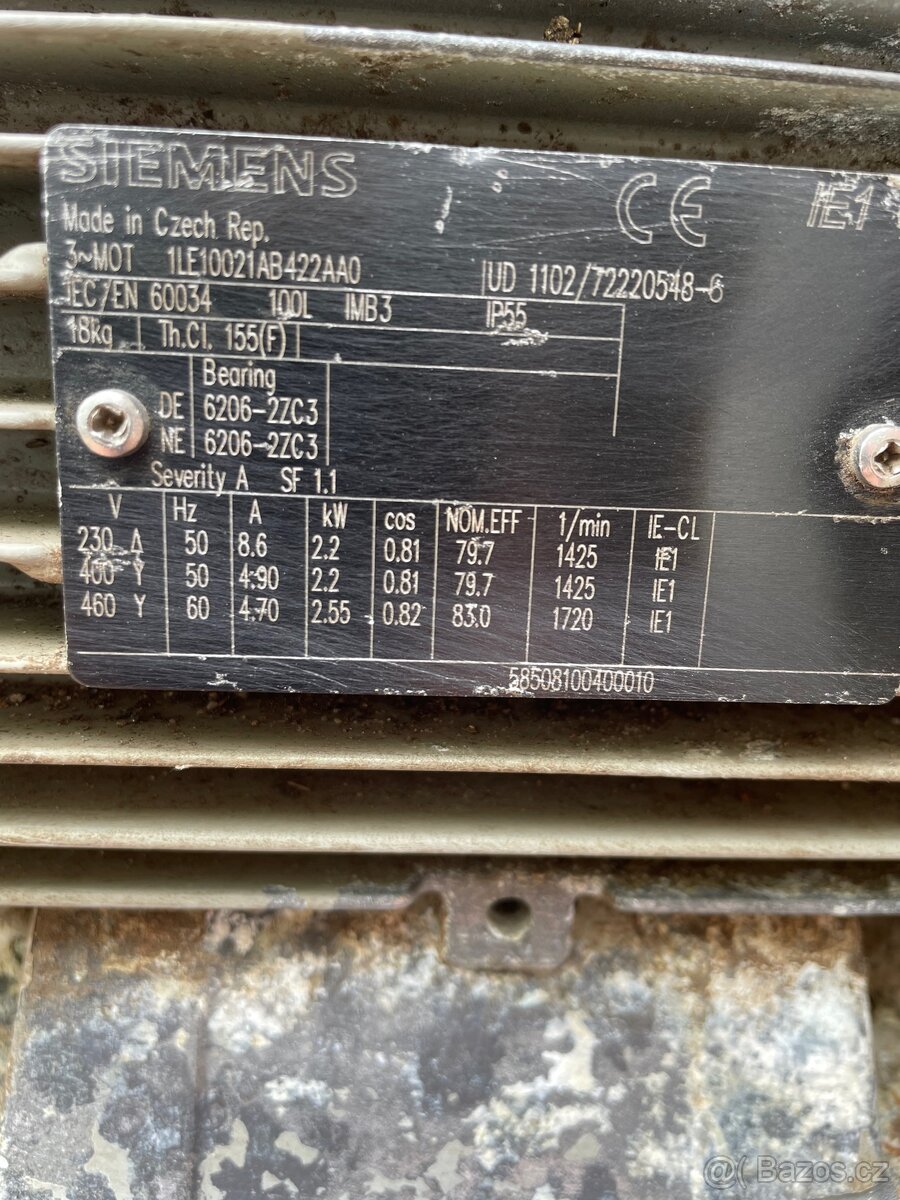 SIEMENS CE IE1
Made in Czech Rep.
3~MOT 1LE10021AB422AA0 UD 1102/72220548-6
IEC/EN 60034 100L IMB3 IP55
18kg Th.Cl. 155(F)
Bearing
DE 6206-2ZC3
NE 6206-2ZC3
Severity A SF 1.1
V Hz A kW cos NOM.EFF 1/min IE-CL
230 Δ 50 8.6 2.2 0.81 79.7 1425 IE1
400 Y 50 4.90 2.2 0.81 79.7 1425 IE1
460 Y 60 4.70 2.55 0.82 83.0 1720 IE1
58508100400010
@ Bazos.cz